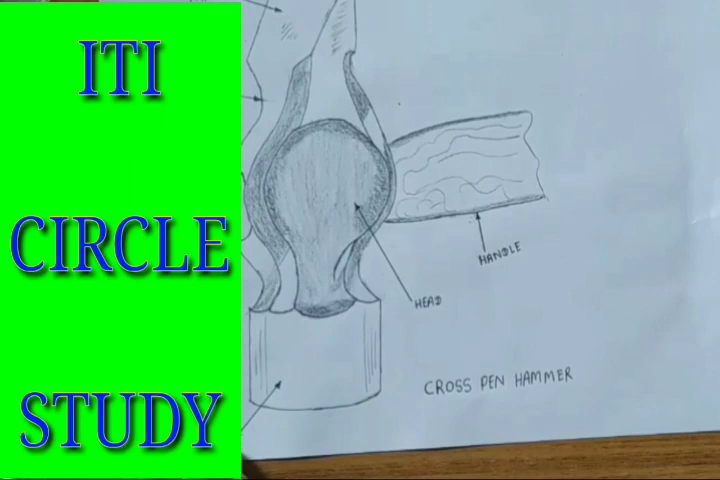 ITI
CIRCLE
STUDY
HANDLE
HEAD
CROSS PEN HAMMER